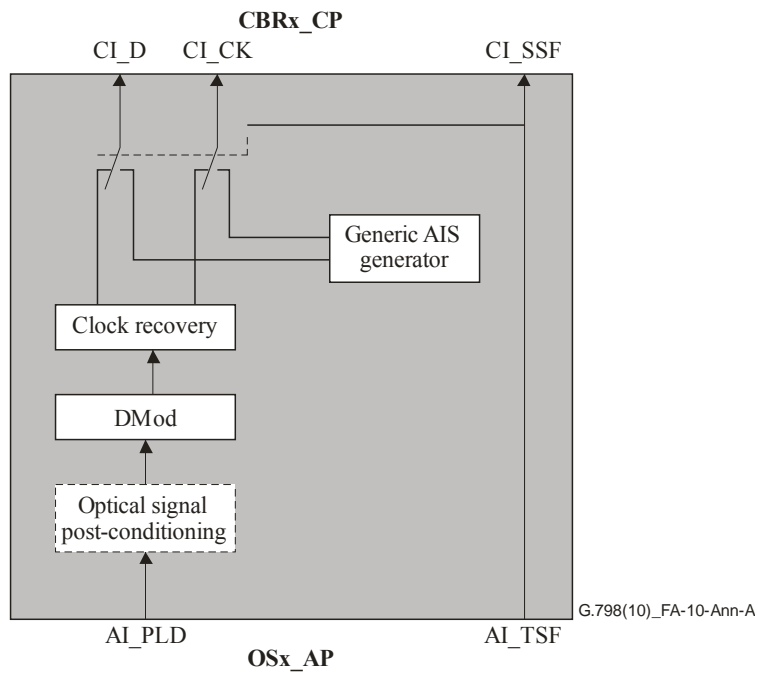 CBRx_CP
CI_D CI_CK CI_SSF
Generic AIS
generator
Clock recovery
DMod
Optical signal
post-conditioning
G.798(10)_FA-10-Ann-A
AI_PLD AI_TSF
OSx_AP